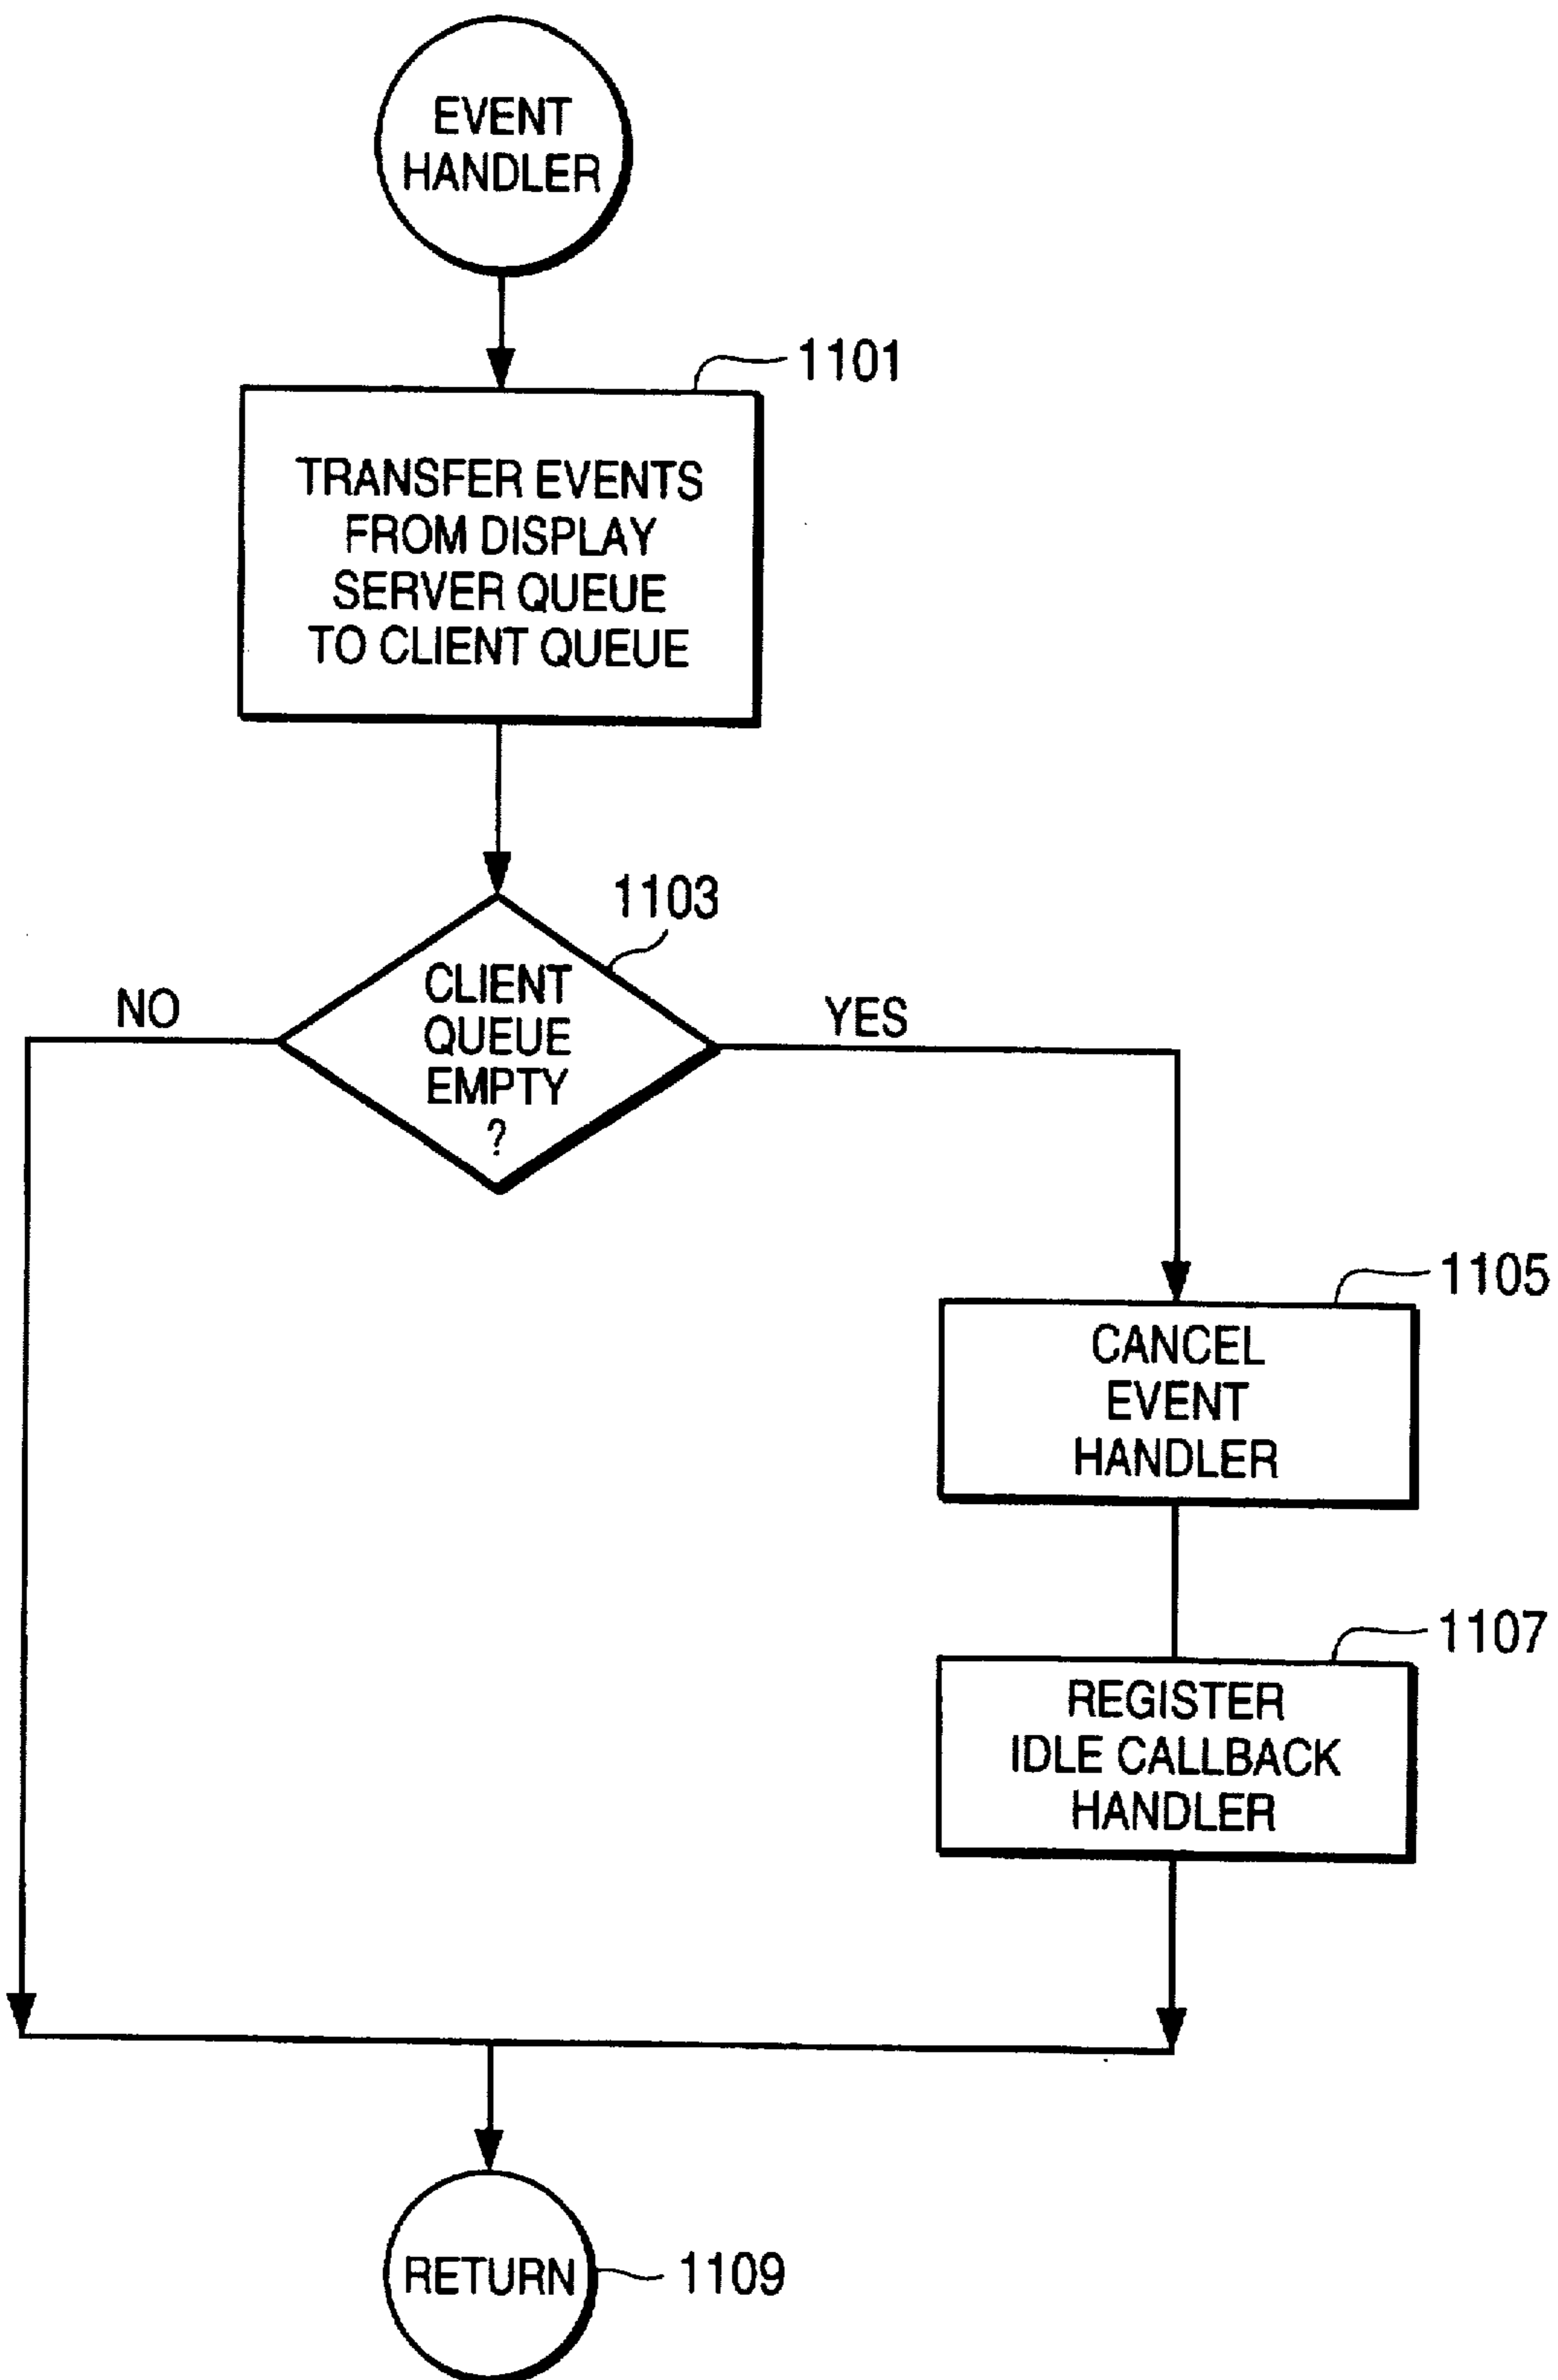 EVENT
HANDLER
1101
TRANSFER EVENTS
FROM DISPLAY
SERVER QUEUE
TO CLIENT QUEUE
1103
CLIENT
QUEUE
EMPTY
?
NO
YES
1105
CANCEL
EVENT
HANDLER
1107
REGISTER
IDLE CALLBACK
HANDLER
RETURN
1109